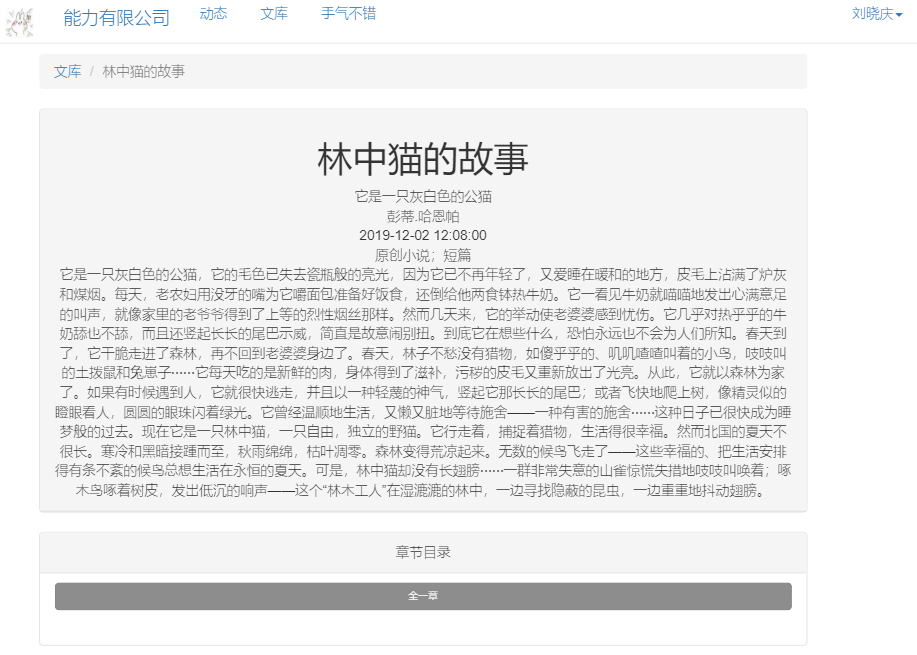 能力有限公司 动态 文库 手气不错 刘晓庆
文库 / 林中猫的故事
林中猫的故事
它是一只灰白色的公猫
彭蒂.哈恩帕
2019-12-02 12:08:00
原创小说；短篇
它是一只灰白色的公猫，它的毛色已失去瓷瓶般的亮光，因为它已不再年轻了，又爱睡在暖和的地方，皮毛上沾满了炉灰
和煤烟。每天，老农妇用没牙的嘴为它嚼面包准备好饭食，还倒给他两食钵热牛奶。它一看见牛奶就喵喵地发出心满意足
的叫声，就像家里的老爷爷得到了上等的烈性烟丝那样。然而几天来，它的举动使老婆婆感到忧伤。它几乎对热乎乎的牛
奶舔也不舔，而且还竖起长长的尾巴示威，简直是故意闹别扭。到底它在想些什么，恐怕永远也不会为人们所知。春天到
了，它干脆走进了森林，再不回到老婆婆身边了。春天，林子不愁没有猎物，如傻乎乎的、叽叽喳喳叫着的小鸟，吱吱叫
的土拨鼠和兔崽子……它每天吃的是新鲜的肉，身体得到了滋补，污秽的皮毛又重新放出了光亮。从此，它就以森林为家
了。如果有时候遇到人，它就很快逃走，并且以一种轻蔑的神气，竖起它那长长的尾巴；或者飞快地爬上树，像精灵似的
瞪眼看人，圆圆的眼珠闪着绿光。它曾经温顺地生活，又懒又脏地等待施舍——一种有害的施舍……这种日子已很快成为睡
梦般的过去。现在它是一只林中猫，一只自由，独立的野猫。它行走着，捕捉着猎物，生活得很幸福。然而北国的夏天不
很长。寒冷和黑暗接踵而至，秋雨绵绵，枯叶凋零。森林变得荒凉起来。无数的候鸟飞走了——这些幸福的、把生活安排
得有条不紊的候鸟总想生活在永恒的夏天。可是，林中猫却没有长翅膀……一群非常失意的山雀惊慌失措地吱吱叫唤着；啄
木鸟啄着树皮，发出低沉的响声——这个“林木工人”在湿漉漉的林中，一边寻找隐蔽的昆虫，一边重重地抖动翅膀。
章节目录
全一章